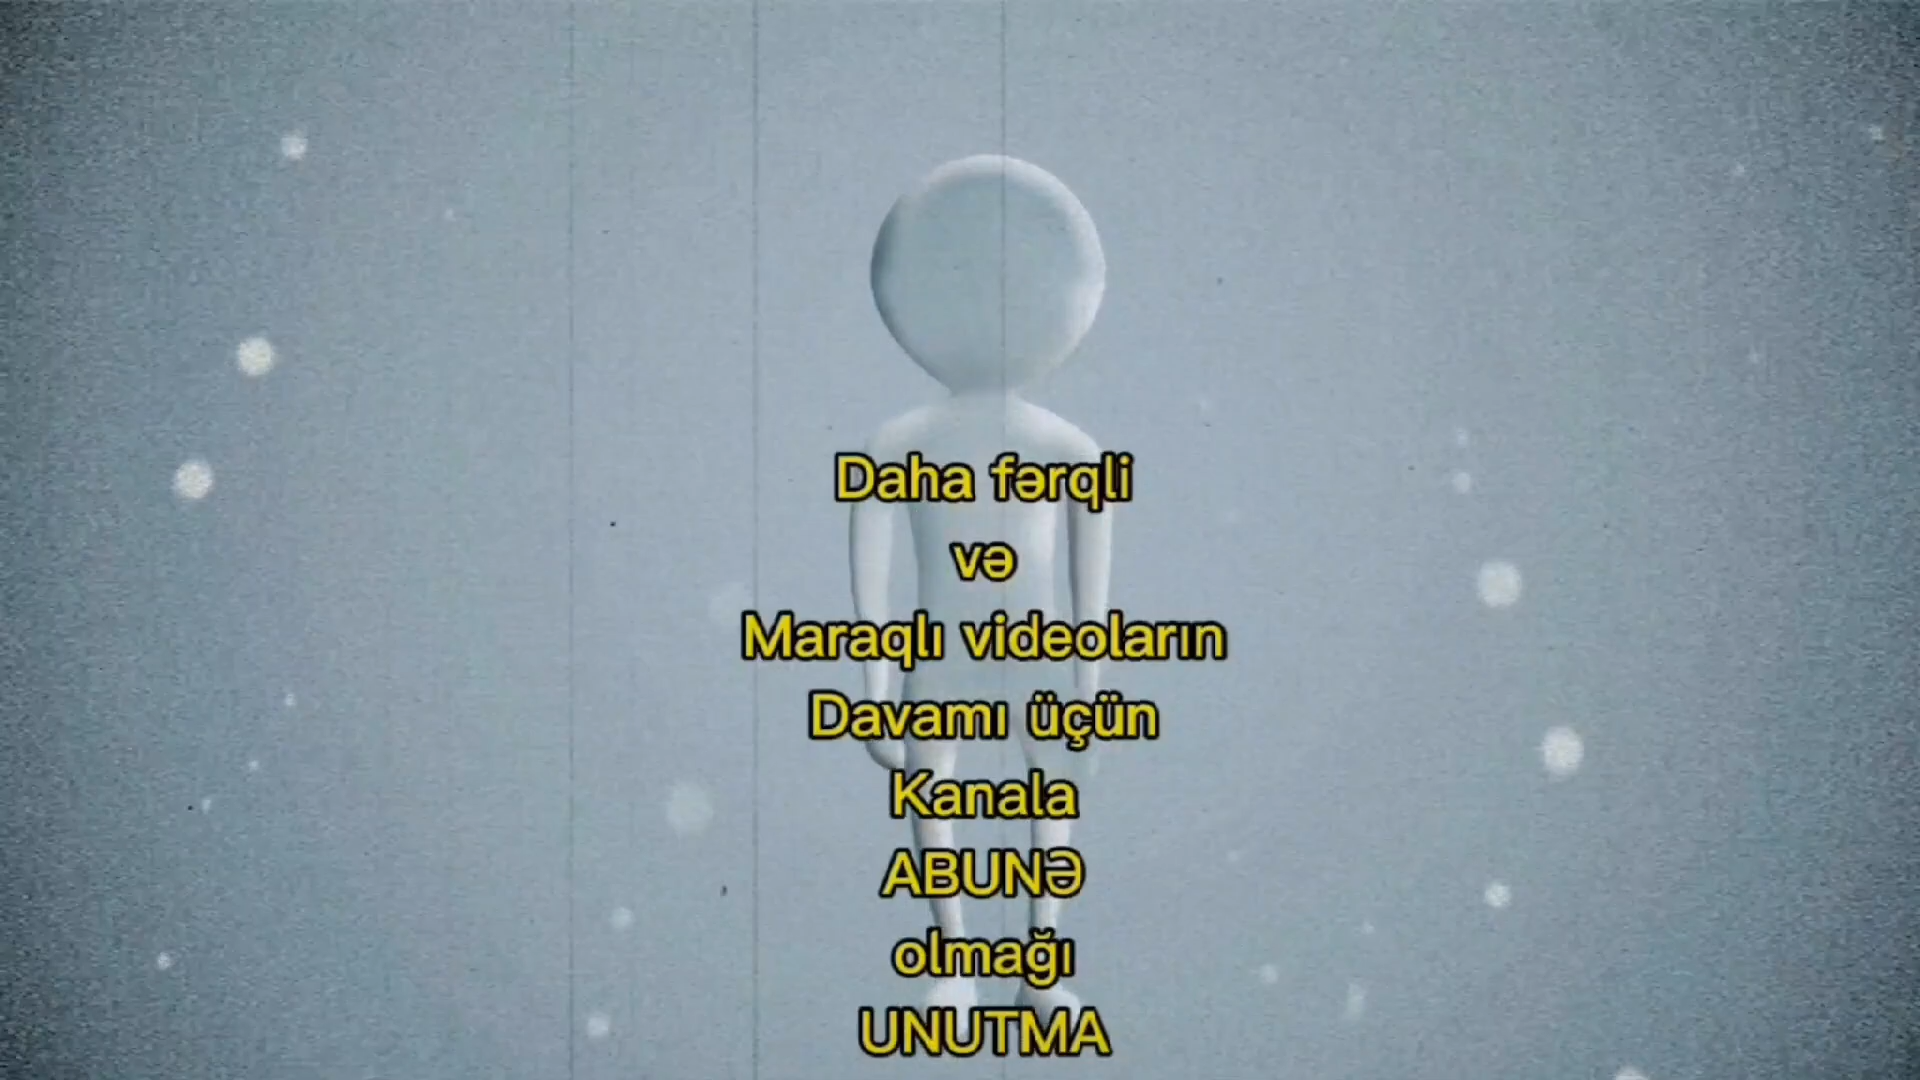 Daha fərqli
və
Maraqlı videoların
Davamı üçün
Kanala
ABUNƏ
olmağı
UNUTMA